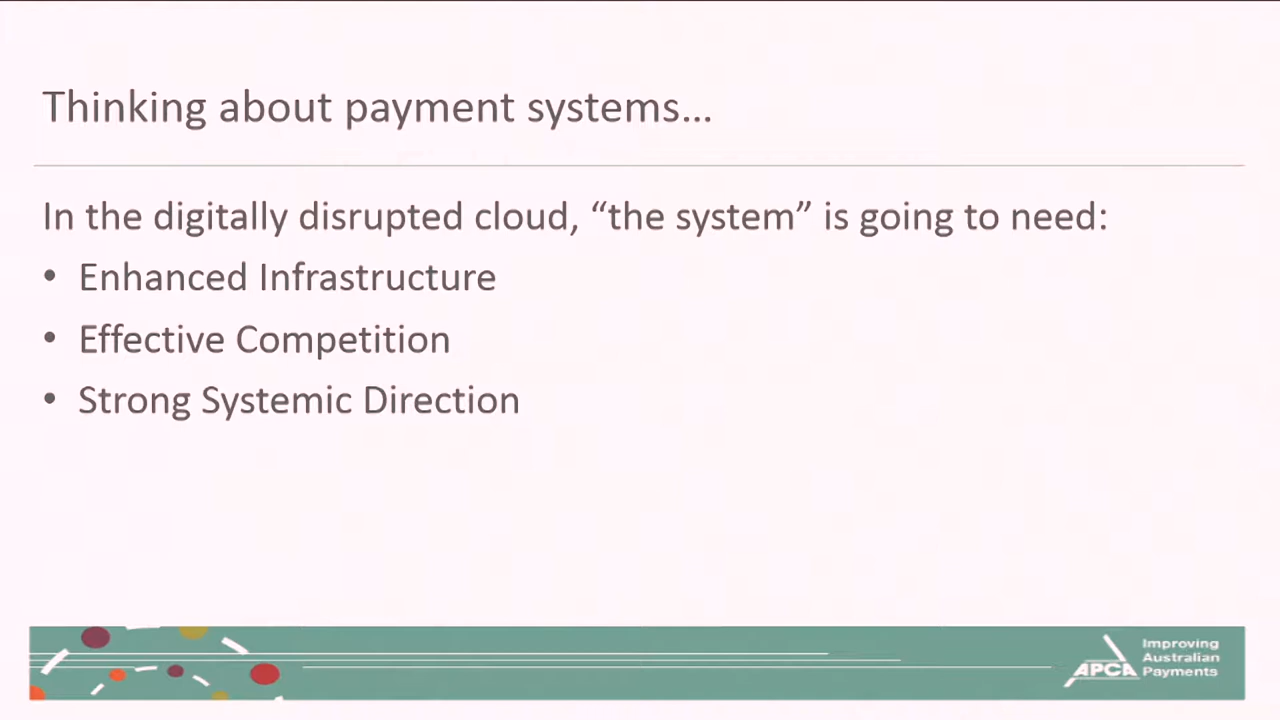 Thinking about payment systems...
In the digitally disrupted cloud, “the system” is going to need:
• Enhanced Infrastructure
• Effective Competition
• Strong Systemic Direction
APCA
Improving
Australian
Payments